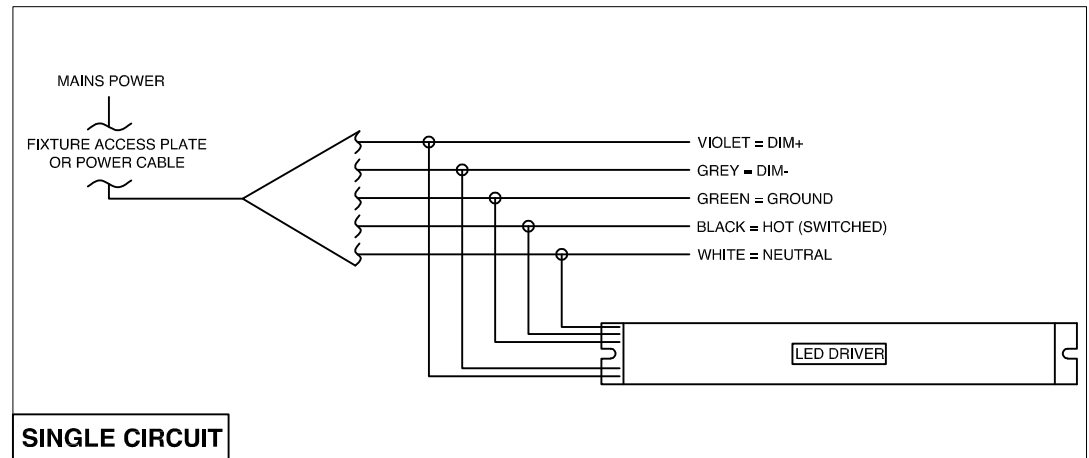 MAINS POWER
FIXTURE ACCESS PLATE
OR POWER CABLE
VIOLET = DIM+
GREY = DIM-
GREEN = GROUND
BLACK = HOT (SWITCHED)
WHITE = NEUTRAL
LED DRIVER
SINGLE CIRCUIT